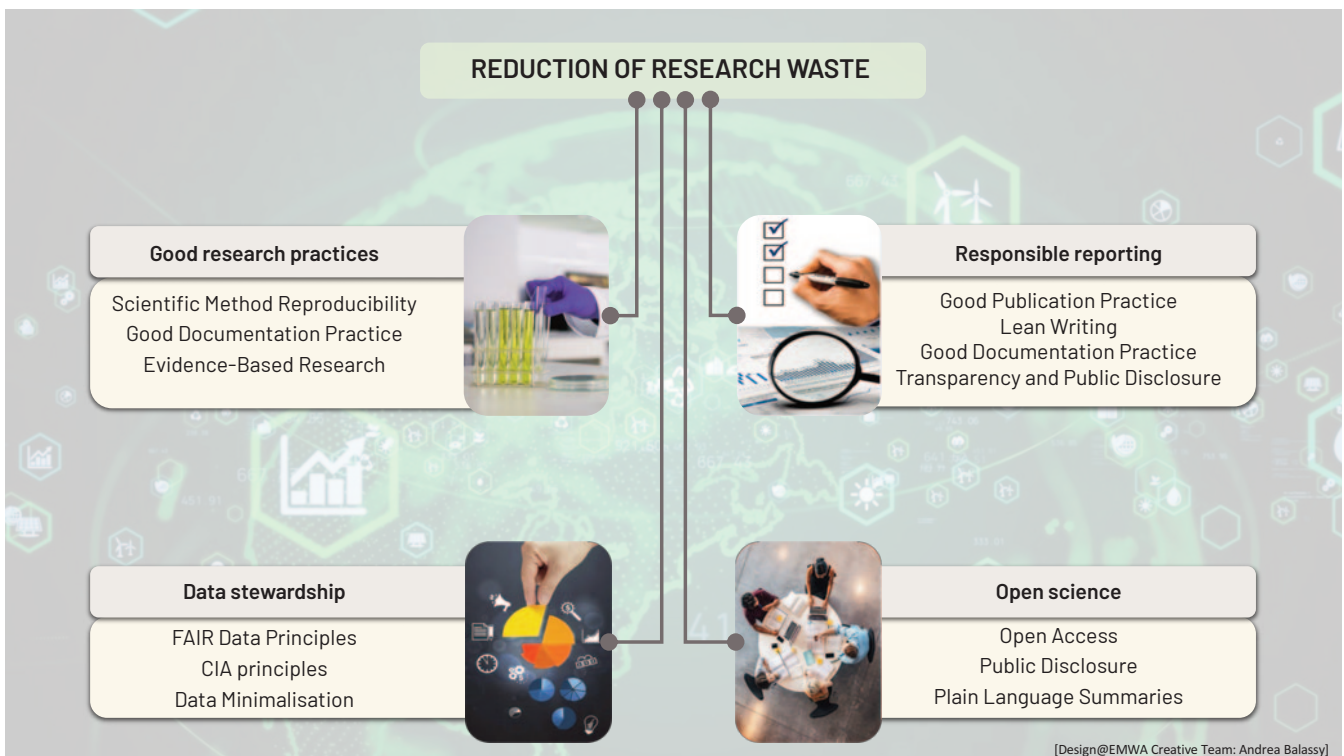 REDUCTION OF RESEARCH WASTE
Good research practices
Scientific Method Reproducibility
Good Documentation Practice
Evidence-Based Research
Responsible reporting
Good Publication Practice
Lean Writing
Good Documentation Practice
Transparency and Public Disclosure
Data stewardship
FAIR Data Principles
CIA principles
Data Minimalisation
Open science
Open Access
Public Disclosure
Plain Language Summaries
[Design@EMWA Creative Team: Andrea Balassy]